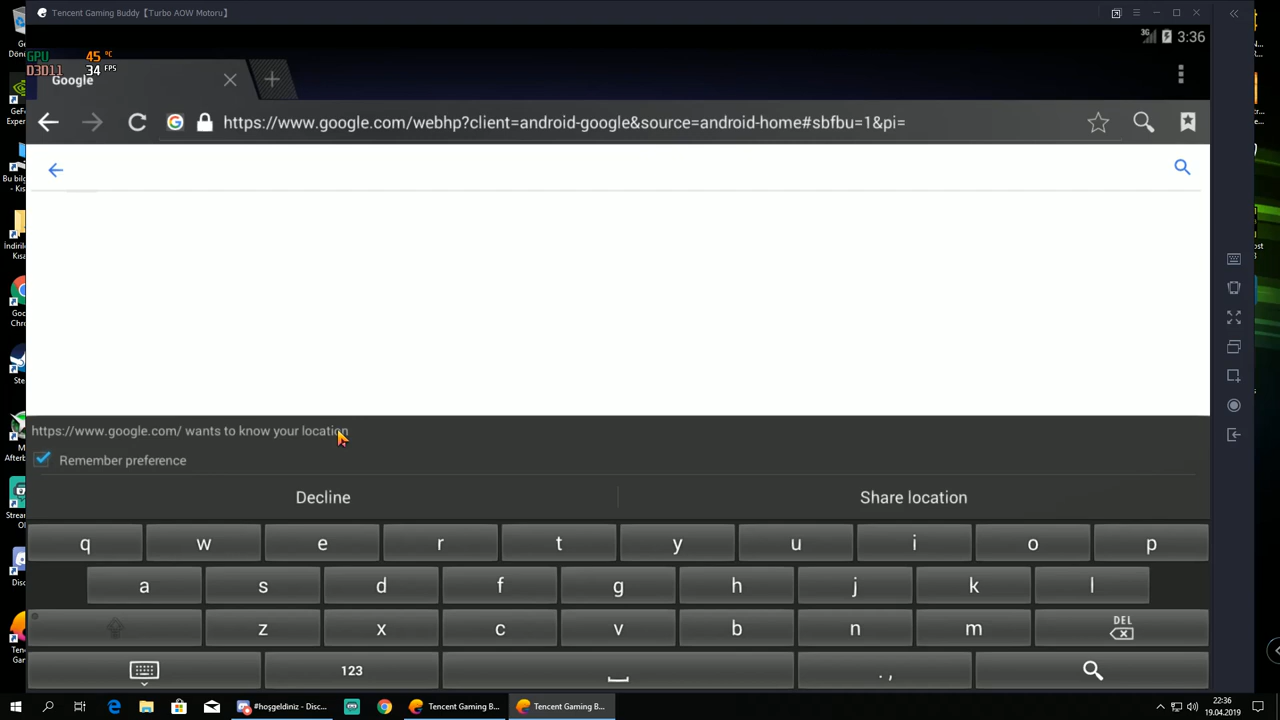 Tencent Gaming Buddy【Turbo AOW Motoru】
3G 3:36
GPU 45 °C
D3D11 34 FPS
Google
https://www.google.com/webhp?client=android-google&source=android-home#sbfbu=1&pi=
https://www.google.com/ wants to know your location
Remember preference
Decline
Share location
q w e r t y u i o p
a s d f g h j k l
z x c v b n m DEL
123 . ,
#hoşgeldiniz - Disc...
Tencent Gaming B...
Tencent Gaming B...
22:36
19.04.2019